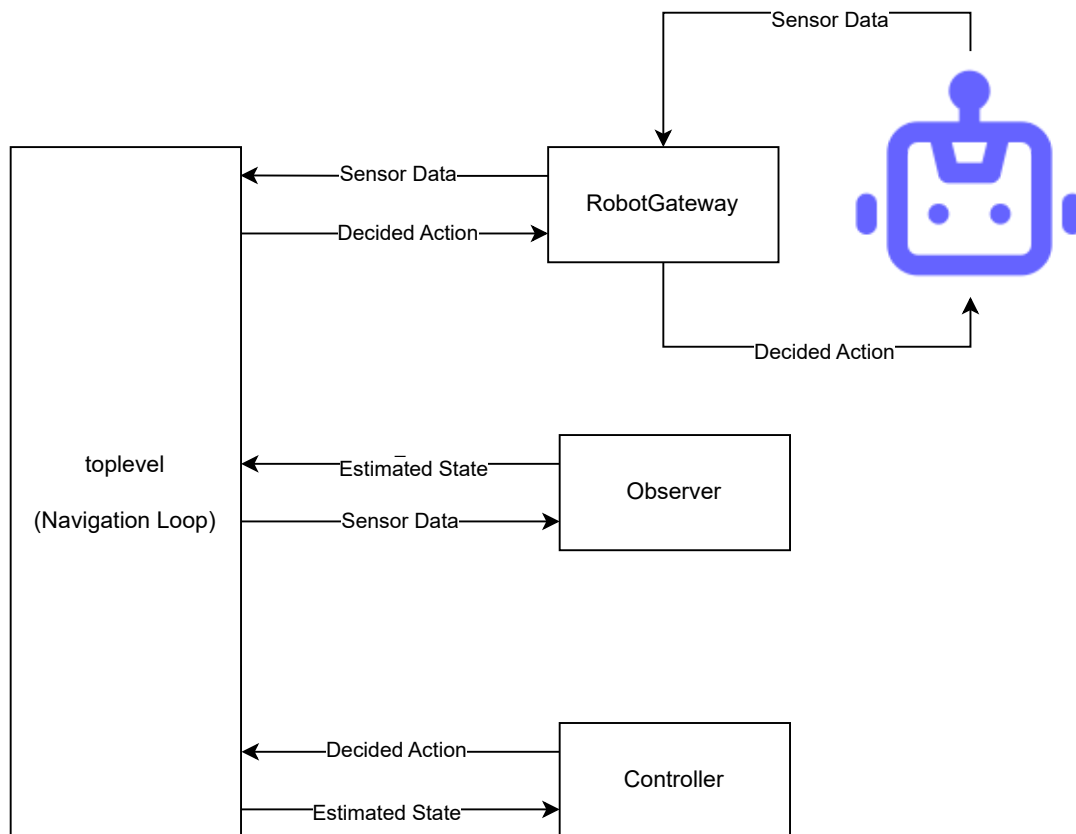 Sensor Data
Sensor Data
RobotGateway
Decided Action
Decided Action
toplevel
(Navigation Loop)
Estimated State
Observer
Sensor Data
Decided Action
Controller
Estimated State